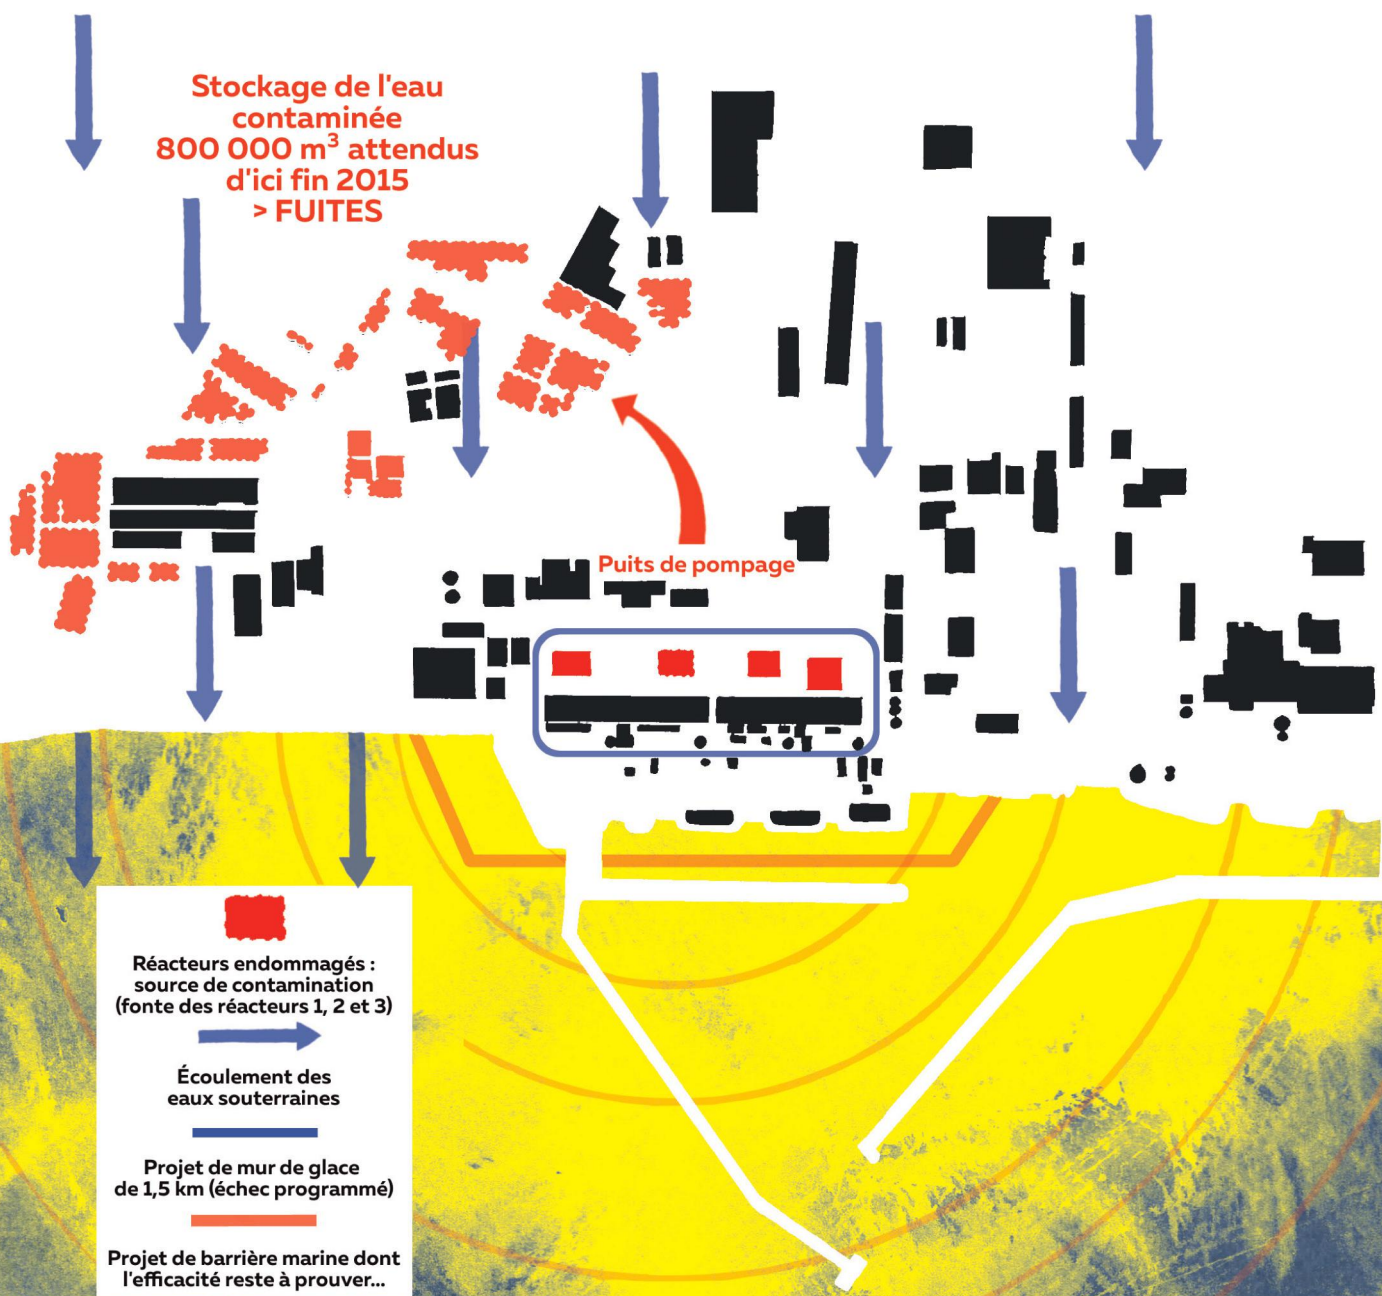 Stockage de l'eau
contaminée
800 000 m³ attendus
d'ici fin 2015
> FUITES
Puits de pompage
Réacteurs endommagés :
source de contamination
(fonte des réacteurs 1, 2 et 3)
Écoulement des
eaux souterraines
Projet de mur de glace
de 1,5 km (échec programmé)
Projet de barrière marine dont
l'efficacité reste à prouver...